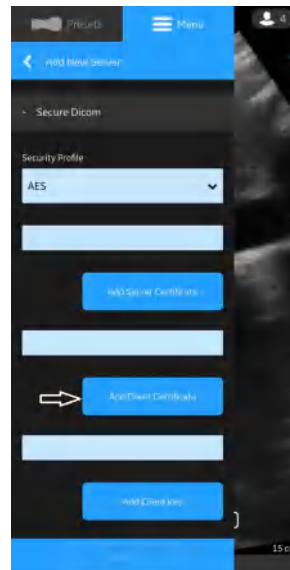 Presets Menu 4
Add New Server
- Secure Dicom
Security Profile
AES
Add Server Certificate
Add Client Certificate
Add Client Key
15 c